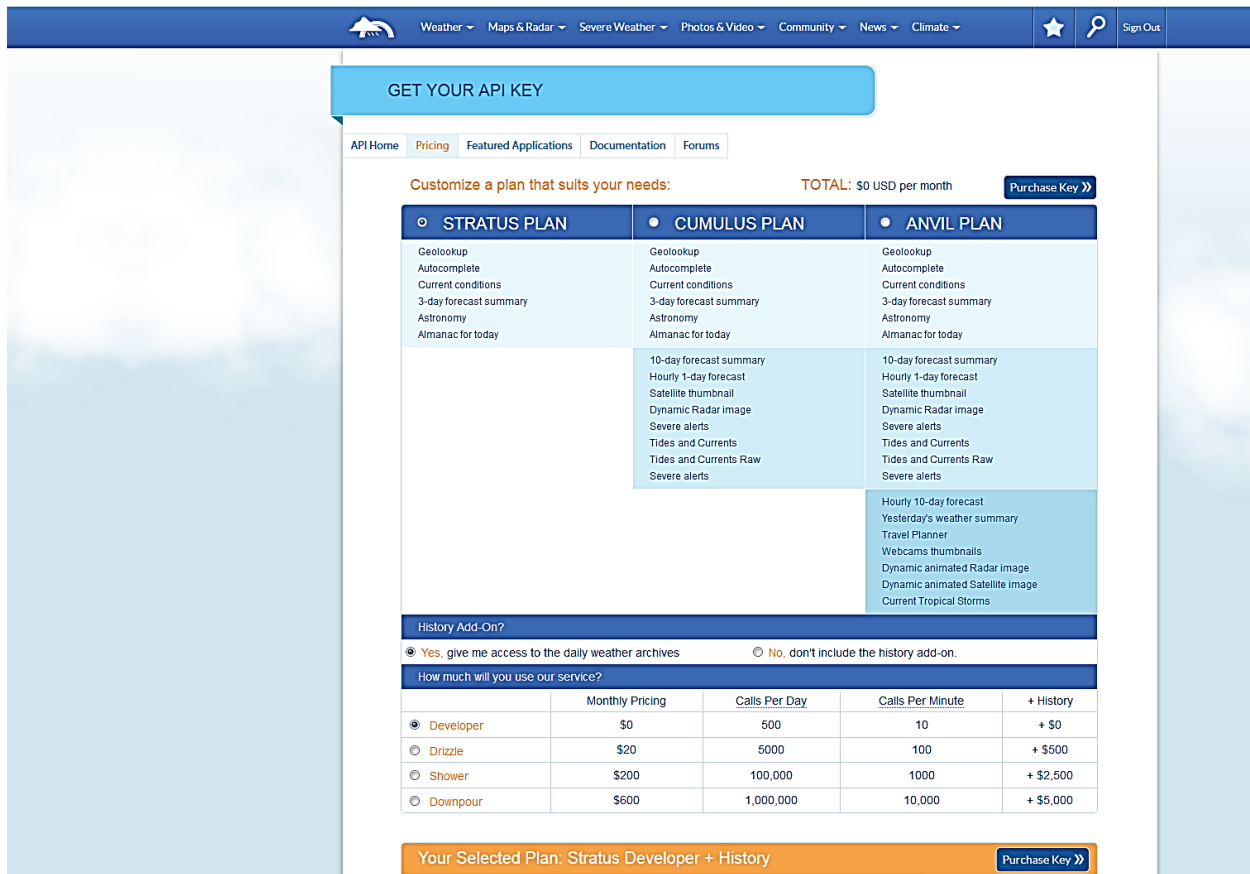 Weather Maps & Radar Severe Weather Photos & Video Community News Climate Sign Out
GET YOUR API KEY
API Home Pricing Featured Applications Documentation Forums
Customize a plan that suits your needs: TOTAL: $0 USD per month Purchase Key
STRATUS PLAN CUMULUS PLAN ANVIL PLAN
Geolookup Geolookup Geolookup
Autocomplete Autocomplete Autocomplete
Current conditions Current conditions Current conditions
3-day forecast summary 3-day forecast summary 3-day forecast summary
Astronomy Astronomy Astronomy
Almanac for today Almanac for today Almanac for today
10-day forecast summary 10-day forecast summary
Hourly 1-day forecast Hourly 1-day forecast
Satellite thumbnail Satellite thumbnail
Dynamic Radar image Dynamic Radar image
Severe alerts Severe alerts
Tides and Currents Tides and Currents
Tides and Currents Raw Tides and Currents Raw
Severe alerts Severe alerts
Hourly 10-day forecast
Yesterday's weather summary
Travel Planner
Webcams thumbnails
Dynamic animated Radar image
Dynamic animated Satellite image
Current Tropical Storms
History Add-On?
Yes, give me access to the daily weather archives No, don't include the history add-on.
How much will you use our service?
Monthly Pricing Calls Per Day Calls Per Minute + History
Developer $0 500 10 + $0
Drizzle $20 5000 100 + $500
Shower $200 100,000 1000 + $2,500
Downpour $600 1,000,000 10,000 + $5,000
Your Selected Plan: Stratus Developer + History Purchase Key